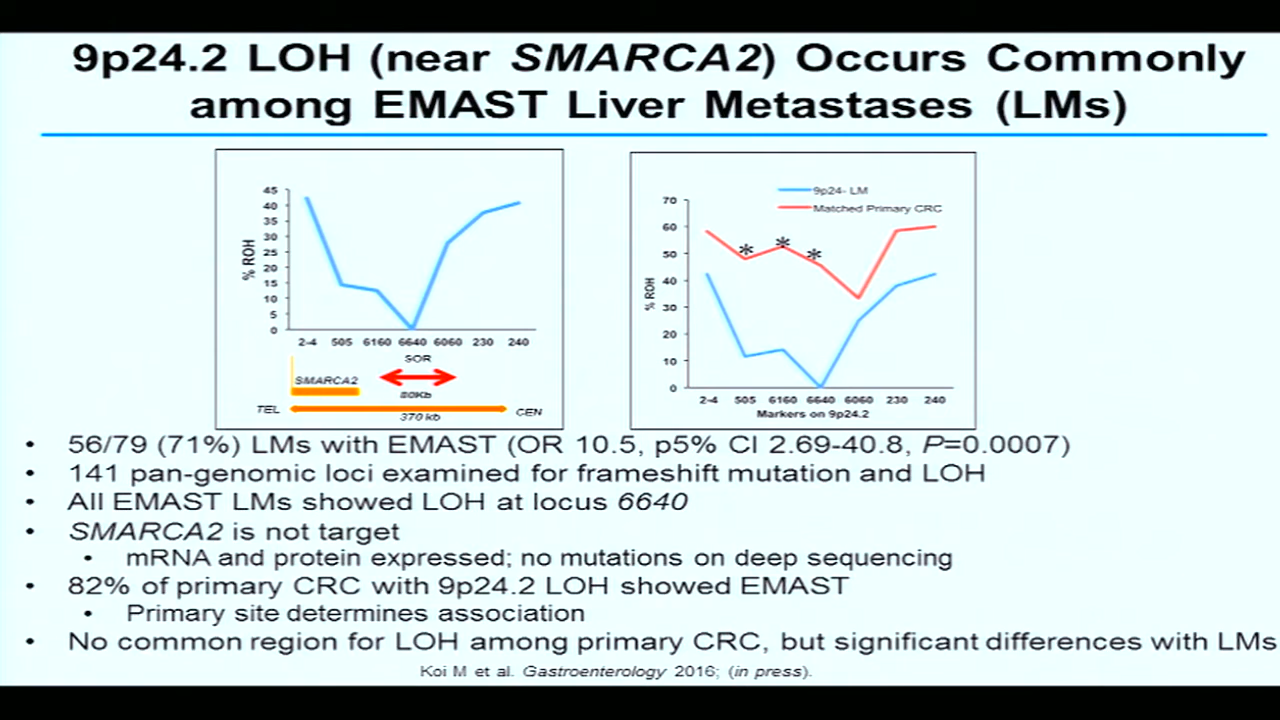 9p24.2 LOH (near SMARCA2) Occurs Commonly
among EMAST Liver Metastases (LMs)
45
40
35
30
25
20
15
10
5
0
% ROH
2-4 505 6160 6640 6060 230 240
SOR
SMARCA2
80Kb
TEL
CEN
370 kb
9p24- LM
Matched Primary CRC
70
60
50
40
30
20
10
0
% ROH
* * *
2-4 505 6160 6640 6060 230 240
Markers on 9p24.2
• 56/79 (71%) LMs with EMAST (OR 10.5, p5% CI 2.69-40.8, P=0.0007)
• 141 pan-genomic loci examined for frameshift mutation and LOH
• All EMAST LMs showed LOH at locus 6640
• SMARCA2 is not target
• mRNA and protein expressed; no mutations on deep sequencing
• 82% of primary CRC with 9p24.2 LOH showed EMAST
• Primary site determines association
• No common region for LOH among primary CRC, but significant differences with LMs
Koi M et al. Gastroenterology 2016; (in press).